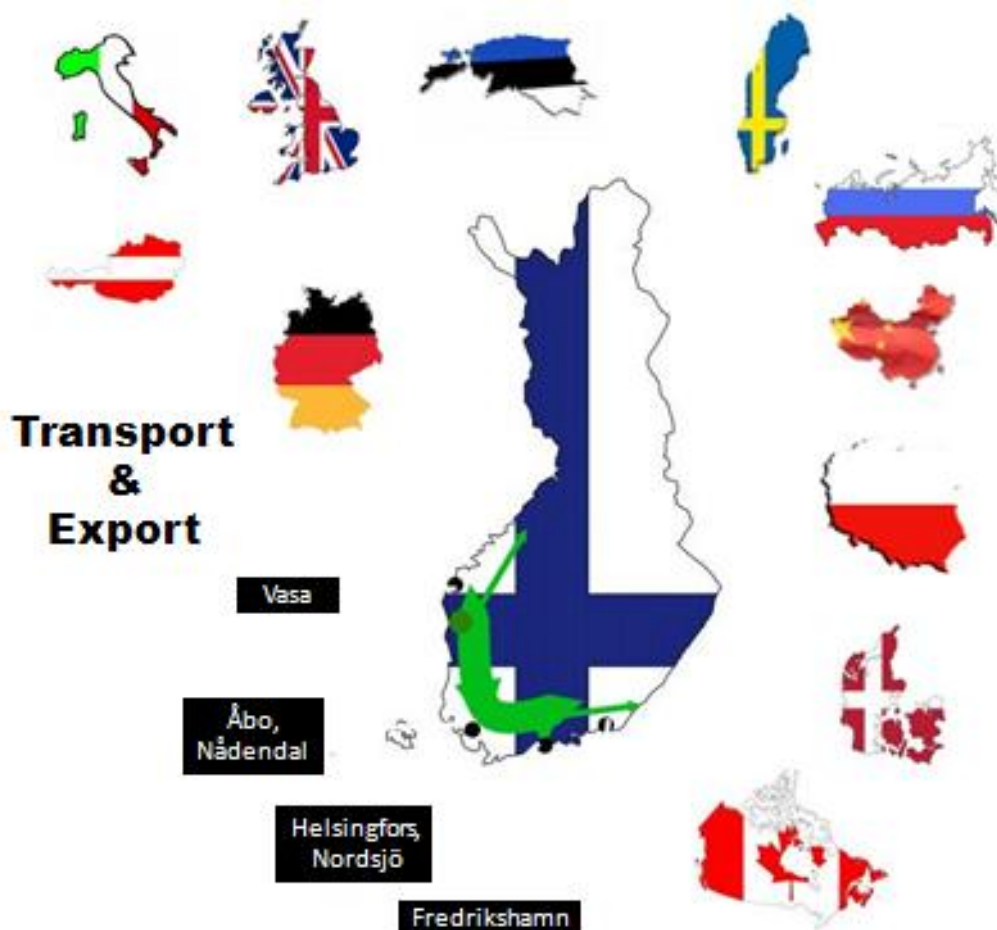 Transport
&
Export
Vasa
Åbo,
Nådendal
Helsingfors,
Nordsjö
Fredrikshamn